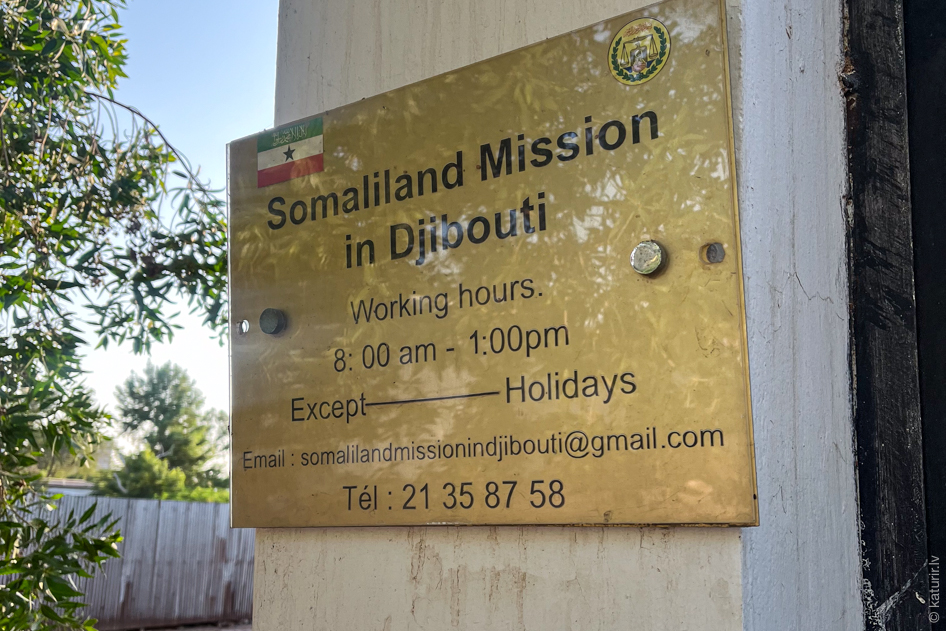 Somaliland Mission
in Djibouti
Working hours.
8: 00 am - 1:00pm
Except———Holidays
Email : somalilandmissionindjibouti@gmail.com
Tél : 21 35 87 58
© katurir.lv